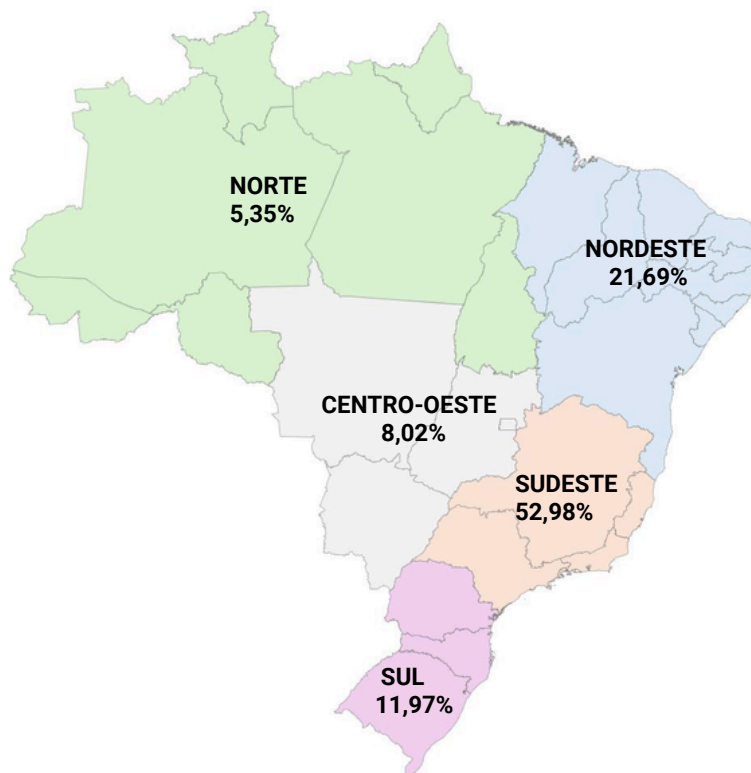 NORTE
5,35%
NORDESTE
21,69%
CENTRO-OESTE
8,02%
SUDESTE
52,98%
SUL
11,97%